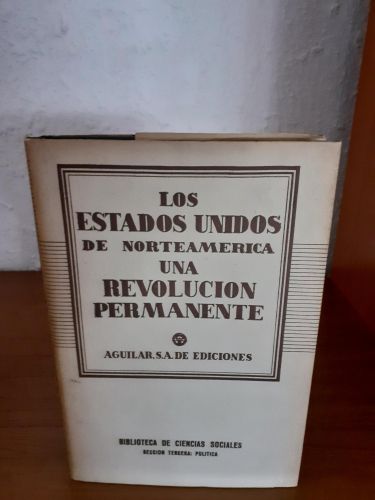 LOS
ESTADOS UNIDOS
DE NORTEAMERICA
UNA
REVOLUCION
PERMANENTE
AGUILAR, S.A. DE EDICIONES
BIBLIOTECA DE CIENCIAS SOCIALES
SECCION TERCERA: POLITICA